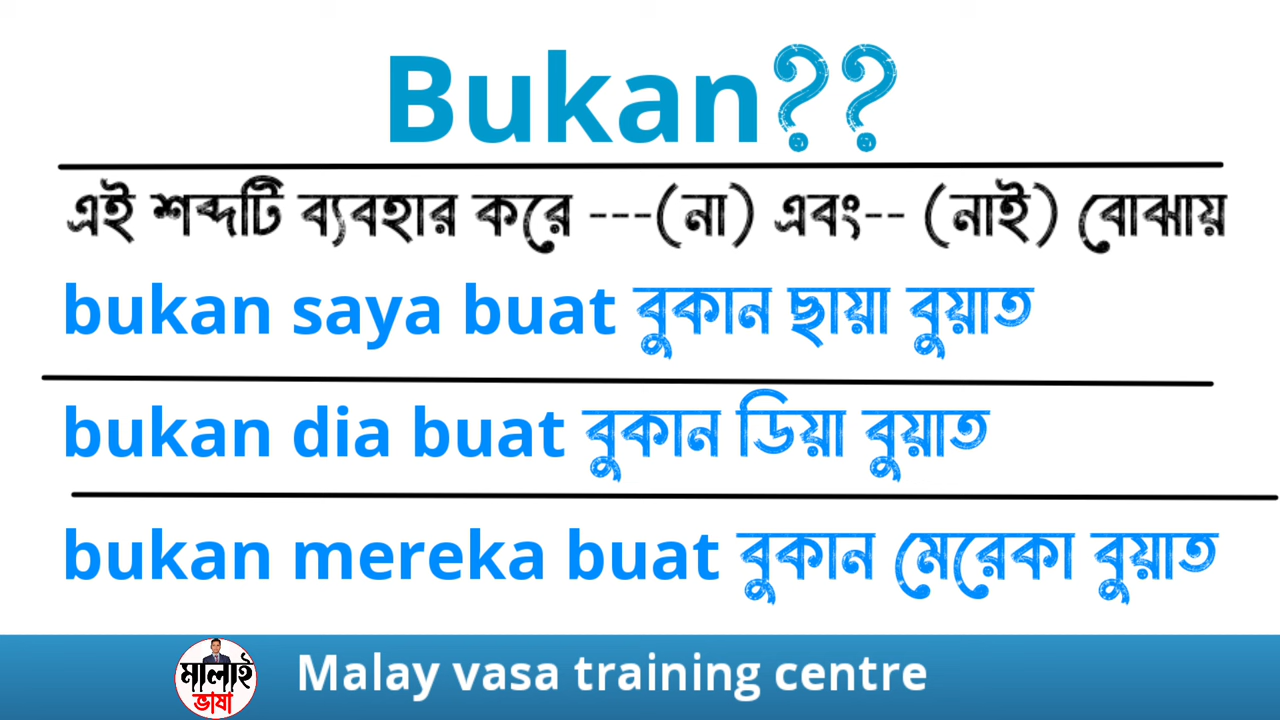 Bukan??
এই শব্দটি ব্যবহার করে ---(না) এবং-- (নাই) বোঝায়
bukan saya buat বুকান ছায়া বুয়াত
bukan dia buat বুকান ডিয়া বুয়াত
bukan mereka buat বুকান মেরেকা বুয়াত
মালাই
ভাষা
Malay vasa training centre